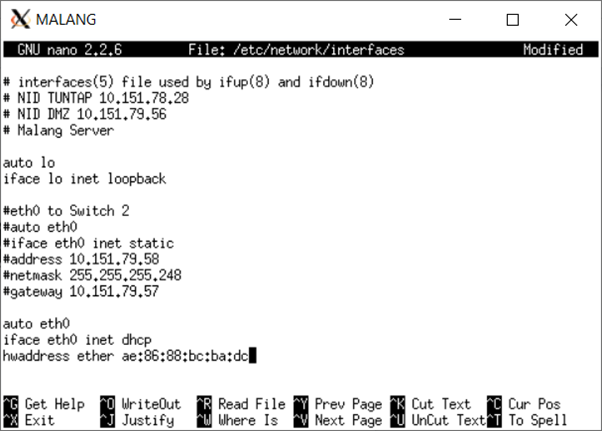 MALANG
GNU nano 2.2.6 File: /etc/network/interfaces Modified
# interfaces(5) file used by ifup(8) and ifdown(8)
# NID TUNTAP 10.151.78.28
# NID DMZ 10.151.79.56
# Malang Server
auto lo
iface lo inet loopback
#eth0 to Switch 2
#auto eth0
#iface eth0 inet static
#address 10.151.79.58
#netmask 255.255.255.248
#gateway 10.151.79.57
auto eth0
iface eth0 inet dhcp
hwaddress ether ae:86:88:bc:ba:dc
^G Get Help ^O WriteOut ^R Read File ^Y Prev Page ^K Cut Text ^C Cur Pos
^X Exit ^J Justify ^W Where Is ^V Next Page ^U UnCut Text ^T To Spell